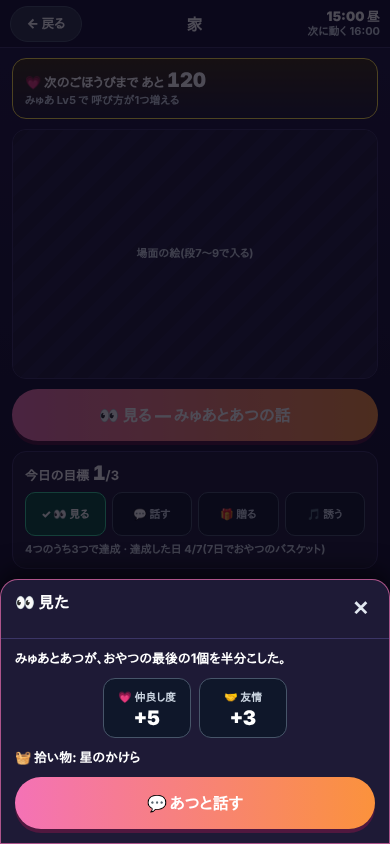 ← 戻る
家
15:00 昼
次に動く 16:00
💗 次のごほうびまで あと 120
みゅあ Lv5 で 呼び方が1つ増える
場面の絵(段7〜9で入る)
👀 見る — みゅあとあつの話
今日の目標 1/3
✓ 👀 見る
💬 話す
🎁 贈る
🎵 誘う
4つのうち3つで達成 · 達成した日 4/7(7日でおやつのバスケット)
👀 見た
✕
みゅあとあつが、おやつの最後の1個を半分こした。
💗 仲良し度
+5
🤝 友情
+3
🧺 拾い物: 星のかけら
💬 あつと話す